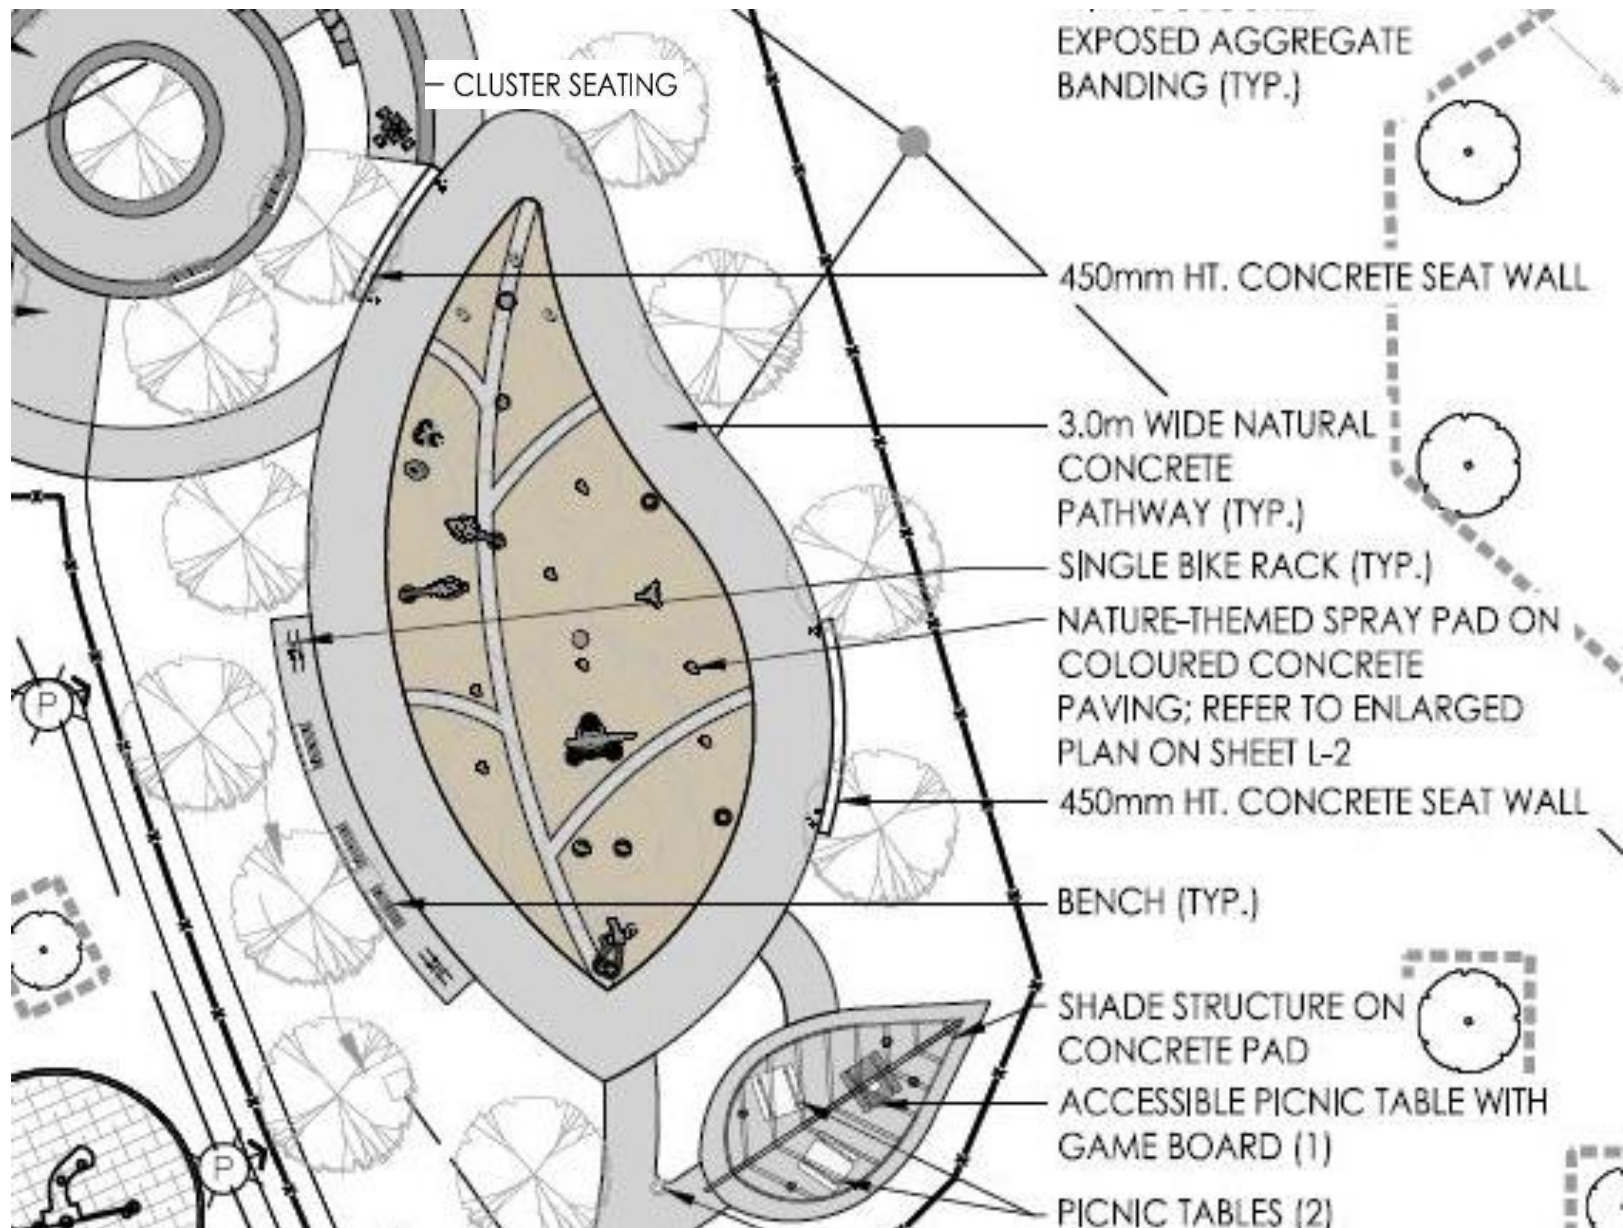 EXPOSED AGGREGATE
BANDING (TYP.)
– CLUSTER SEATING
450mm HT. CONCRETE SEAT WALL
3.0m WIDE NATURAL
CONCRETE
PATHWAY (TYP.)
SINGLE BIKE RACK (TYP.)
NATURE-THEMED SPRAY PAD ON
COLOURED CONCRETE
PAVING; REFER TO ENLARGED
PLAN ON SHEET L-2
450mm HT. CONCRETE SEAT WALL
BENCH (TYP.)
SHADE STRUCTURE ON
CONCRETE PAD
ACCESSIBLE PICNIC TABLE WITH
GAME BOARD (1)
PICNIC TABLES (2)
P
P